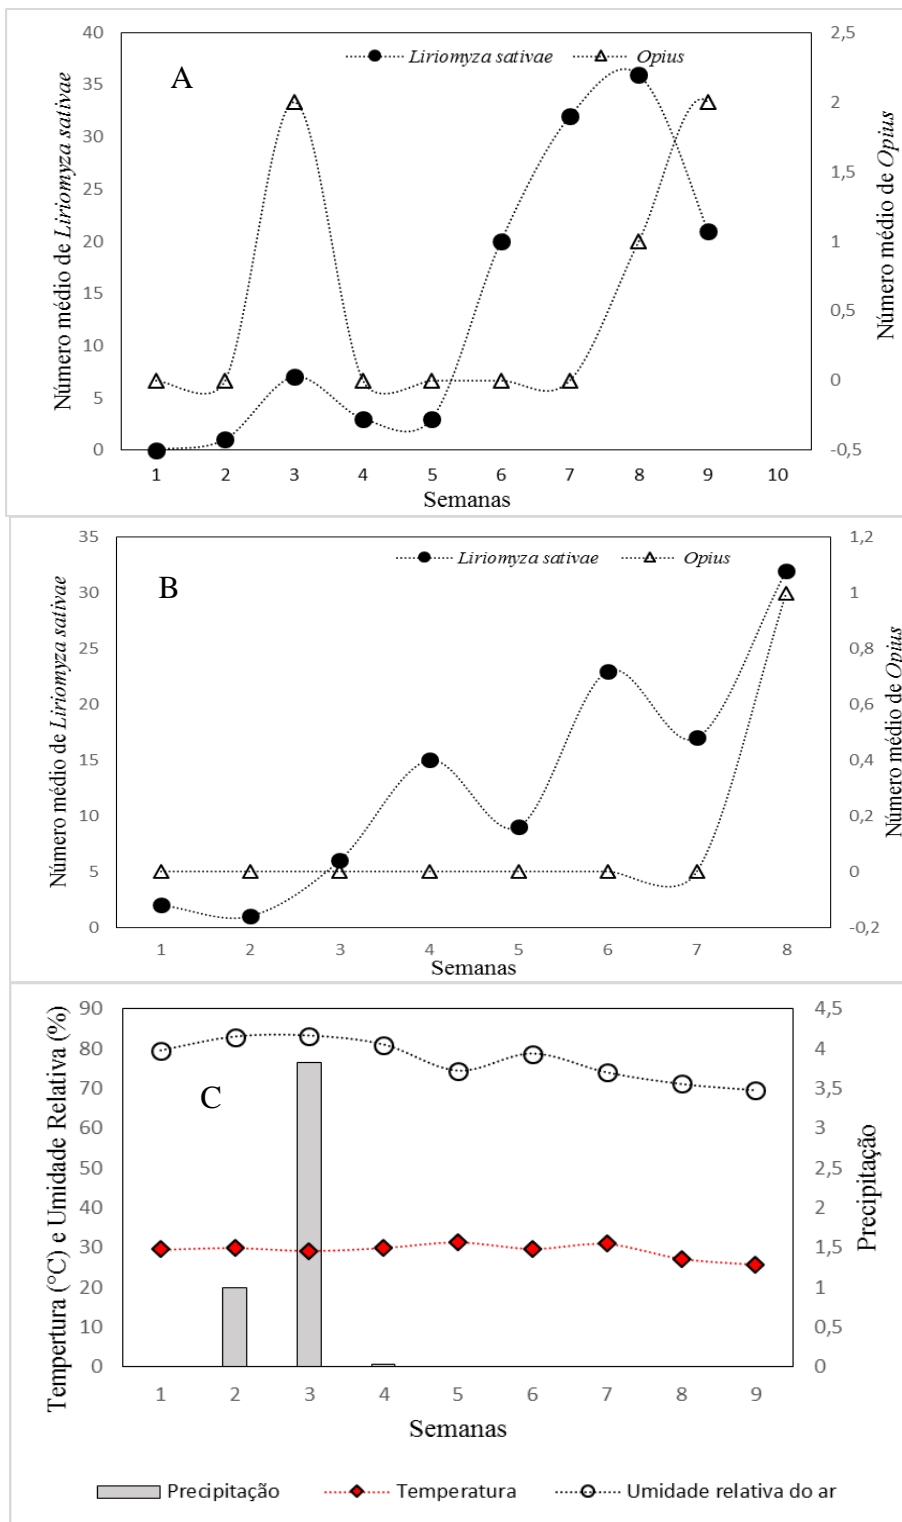 Liriomyza sativae Opius
A
Número médio de Liriomyza sativae
40
35
30
25
20
15
10
5
0
2,5
2
1,5
1
0,5
0
-0,5
Número médio de Opius
1 2 3 4 5 6 7 8 9 10
Semanas
Liriomyza sativae Opius
B
Número médio de Liriomyza sativae
35
30
25
20
15
10
5
0
1,2
1
0,8
0,6
0,4
0,2
0
-0,2
Número médio de Opius
1 2 3 4 5 6 7 8
Semanas
C
Tempertura (°C) e Umidade Relativa (%)
90
80
70
60
50
40
30
20
10
0
4,5
4
3,5
3
2,5
2
1,5
1
0,5
0
Precipitação
1 2 3 4 5 6 7 8 9
Semanas
Precipitação Temperatura Umidade relativa do ar